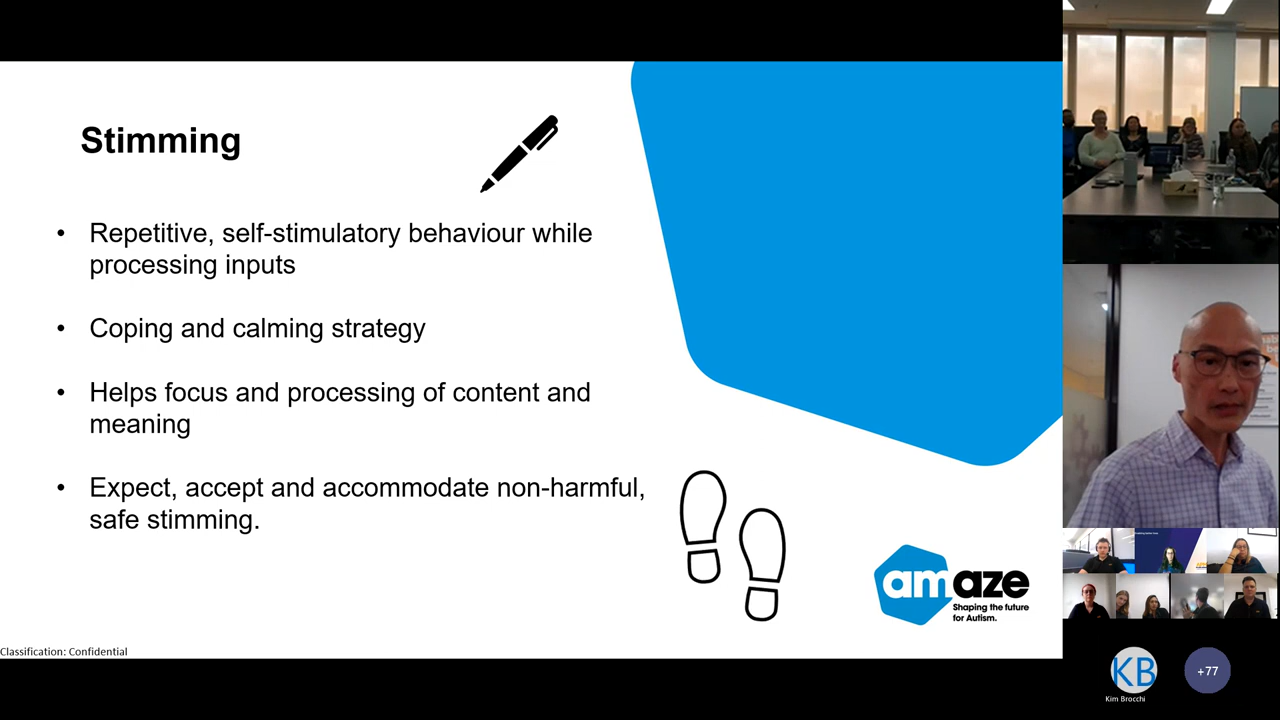 Stimming
• Repetitive, self-stimulatory behaviour while
processing inputs
• Coping and calming strategy
• Helps focus and processing of content and
meaning
• Expect, accept and accommodate non-harmful,
safe stimming.
amaze
Shaping the future
for Autism.
Classification: Confidential
KB
+77
Kim Brocchi